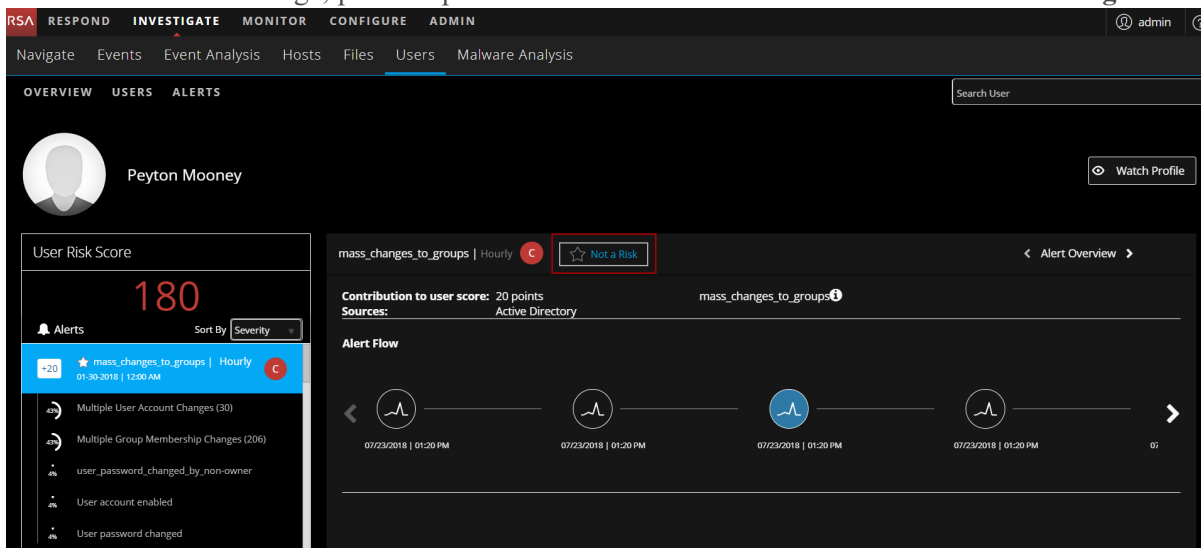 RSA RESPOND INVESTIGATE MONITOR CONFIGURE ADMIN admin
Navigate Events Event Analysis Hosts Files Users Malware Analysis
OVERVIEW USERS ALERTS Search User
Peyton Mooney Watch Profile
User Risk Score
180
Alerts Sort By Severity
+20 mass_changes_to_groups | Hourly C
01-30-2018 | 12:00 AM
43% Multiple User Account Changes (30)
43% Multiple Group Membership Changes (206)
4% user_password_changed_by_non-owner
4% User account enabled
4% User password changed
mass_changes_to_groups | Hourly C Not a Risk Alert Overview
Contribution to user score: 20 points mass_changes_to_groups
Sources: Active Directory
Alert Flow
07/23/2018 | 01:20 PM 07/23/2018 | 01:20 PM 07/23/2018 | 01:20 PM 07/23/2018 | 01:20 PM